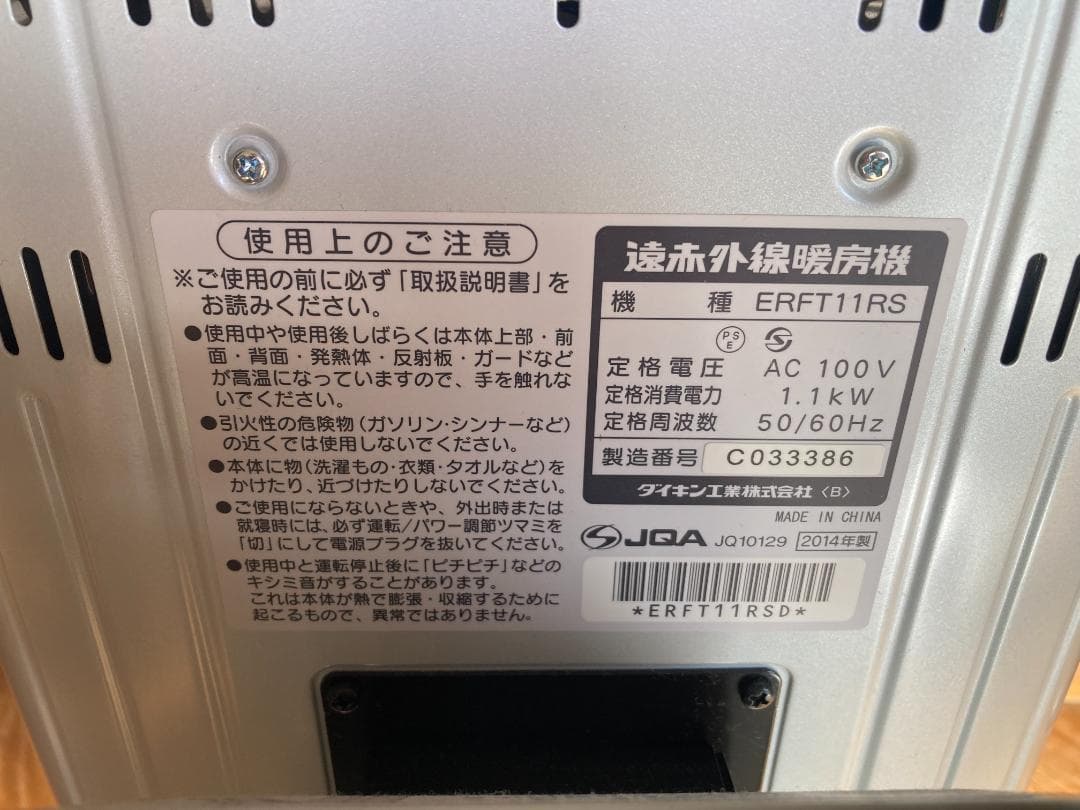 使用上のご注意
※ご使用の前に必ず「取扱説明書」を
お読みください。
●使用中や使用後しばらくは本体上部・前
面・背面・発熱体・反射板・ガードなど
が高温になっていますので、手を触れな
いでください。
●引火性の危険物（ガソリン・シンナーなど）
の近くでは使用しないでください。
●本体に物（洗濯もの・衣類・タオルなど）を
かけたり、近づけたりしないでください。
●ご使用にならないときや、外出時または
就寝時には、必ず運転/パワー調節ツマミを
「切」にして電源プラグを抜いてください。
●使用中と運転停止後に「ピチピチ」などの
キシミ音がすることがあります。
これは本体が熱で膨張・収縮するために
起こるもので、異常ではありません。
遠赤外線暖房機
機種 ERFT11RS
PSE
定格電圧 AC 100V
定格消費電力 1.1kW
定格周波数 50/60Hz
製造番号 C033386
ダイキン工業株式会社〈B〉
MADE IN CHINA
JQA JQ10129 2014年製
*ERFT11RSD*